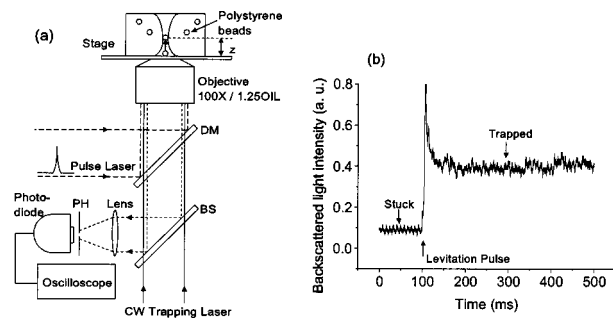 (a)
Polystyrene
beads
Stage
z
Objective
100X / 1.25OIL
DM
Pulse Laser
Photo-
diode
PH
Lens
BS
Oscilloscope
CW Trapping Laser
(b)
Backscattered light intensity (a. u.)
0.8
0.6
0.4
0.2
0.0
Trapped
Stuck
Levitation Pulse
0
100
200
300
400
500
Time (ms)